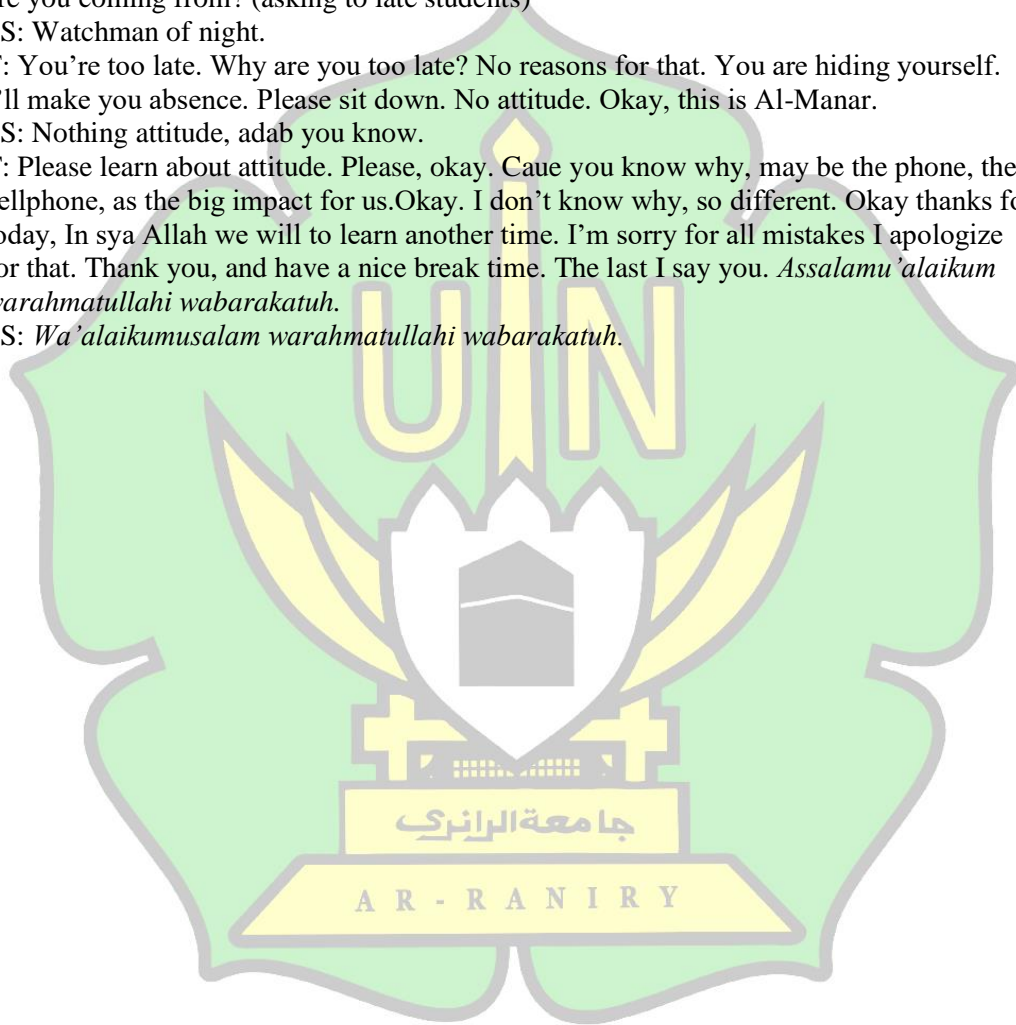 re you coming from? (asking to late students)
S: Watchman of night.
: You're too late. Why are you too late? No reasons for that. You are hiding yourself.
'll make you absence. Please sit down. No attitude. Okay, this is Al-Manar.
S: Nothing attitude, adab you know.
: Please learn about attitude. Please, okay. Caue you know why, may be the phone, the
ellphone, as the big impact for us.Okay. I don't know why, so different. Okay thanks fo
oday, In sya Allah we will to learn another time. I'm sorry for all mistakes I apologize
or that. Thank you, and have a nice break time. The last I say you. Assalamu'alaikum
warahmatullahi wabarakatuh.
S: Wa'alaikumusalam warahmatullahi wabarakatuh.
UIN
جامعةالرانري
AR-RANIRY